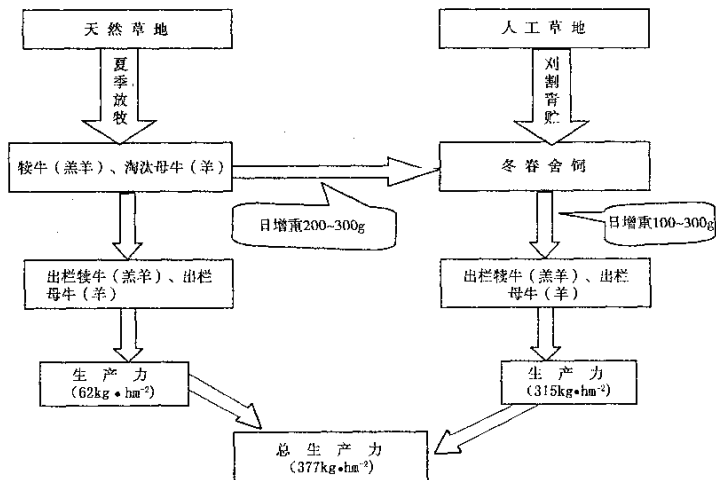 天然草地
人工草地
夏季放牧
刈割青贮
犊牛（羔羊）、淘汰母牛（羊）
冬春舍饲
日增重200~300g
日增重100~300g
出栏犊牛（羔羊）、出栏
母牛（羊）
出栏犊牛（羔羊）、出栏
母牛（羊）
生产力
(62kg•hm⁻²)
生产力
(315kg•hm⁻²)
总生产力
(377kg•hm⁻²)